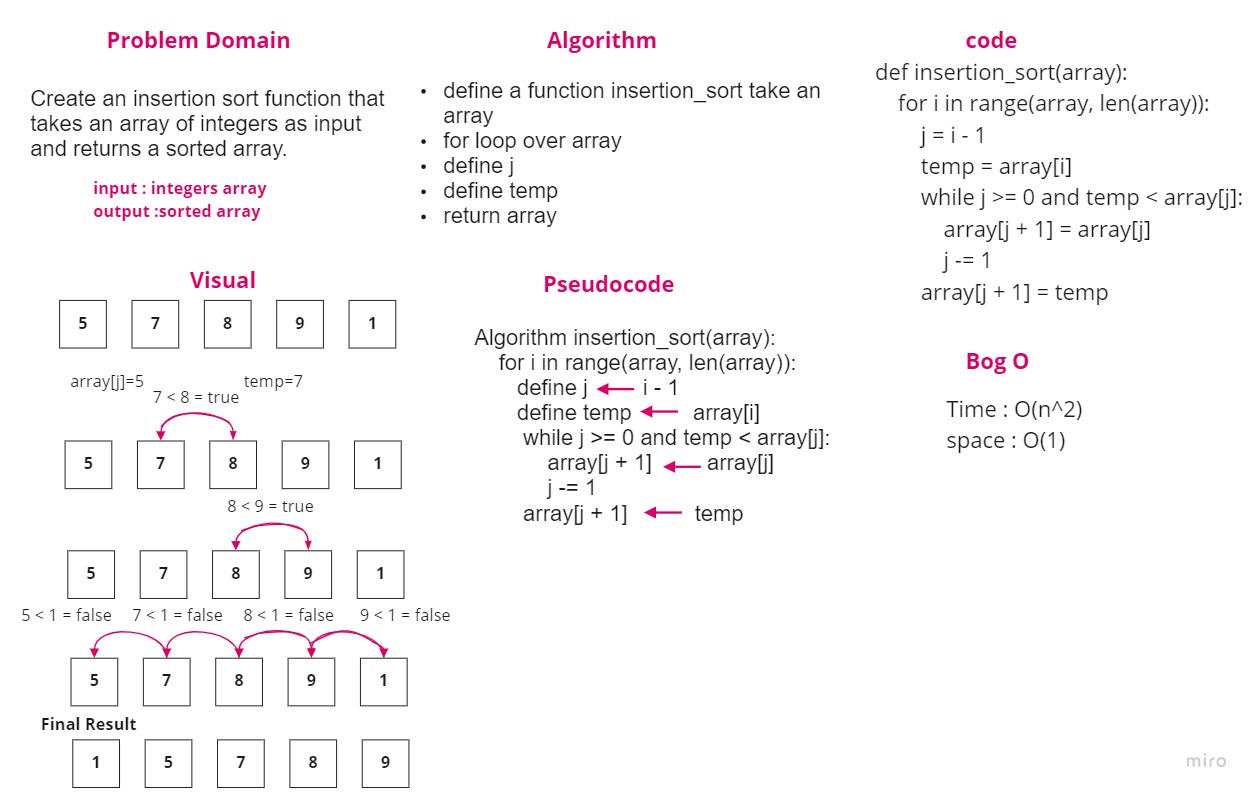 Problem Domain
Create an insertion sort function that
takes an array of integers as input
and returns a sorted array.
input : integers array
output :sorted array
Visual
5 7 8 9 1
array[j]=5 temp=7
7 < 8 = true
5 7 8 9 1
8 < 9 = true
5 7 8 9 1
5 < 1 = false 7 < 1 = false 8 < 1 = false 9 < 1 = false
5 7 8 9 1
Final Result
1 5 7 8 9
Algorithm
• define a function insertion_sort take an
array
• for loop over array
• define j
• define temp
• return array
Pseudocode
Algorithm insertion_sort(array):
for i in range(array, len(array)):
define j ← i - 1
define temp ← array[i]
while j >= 0 and temp < array[j]:
array[j + 1] ← array[j]
j -= 1
array[j + 1] ← temp
code
def insertion_sort(array):
for i in range(array, len(array)):
j = i - 1
temp = array[i]
while j >= 0 and temp < array[j]:
array[j + 1] = array[j]
j -= 1
array[j + 1] = temp
Bog O
Time : O(n^2)
space : O(1)
miro